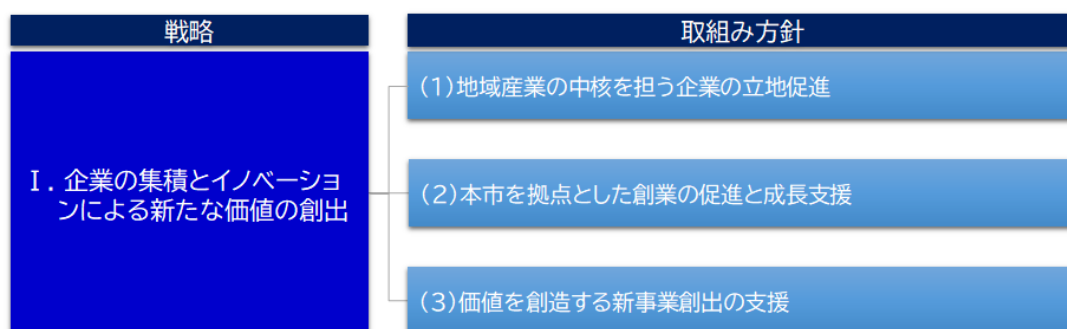 戦略
取組み方針
Ⅰ．企業の集積とイノベーショ
ンによる新たな価値の創出
(1)地域産業の中核を担う企業の立地促進
(2)本市を拠点とした創業の促進と成長支援
(3)価値を創造する新事業創出の支援